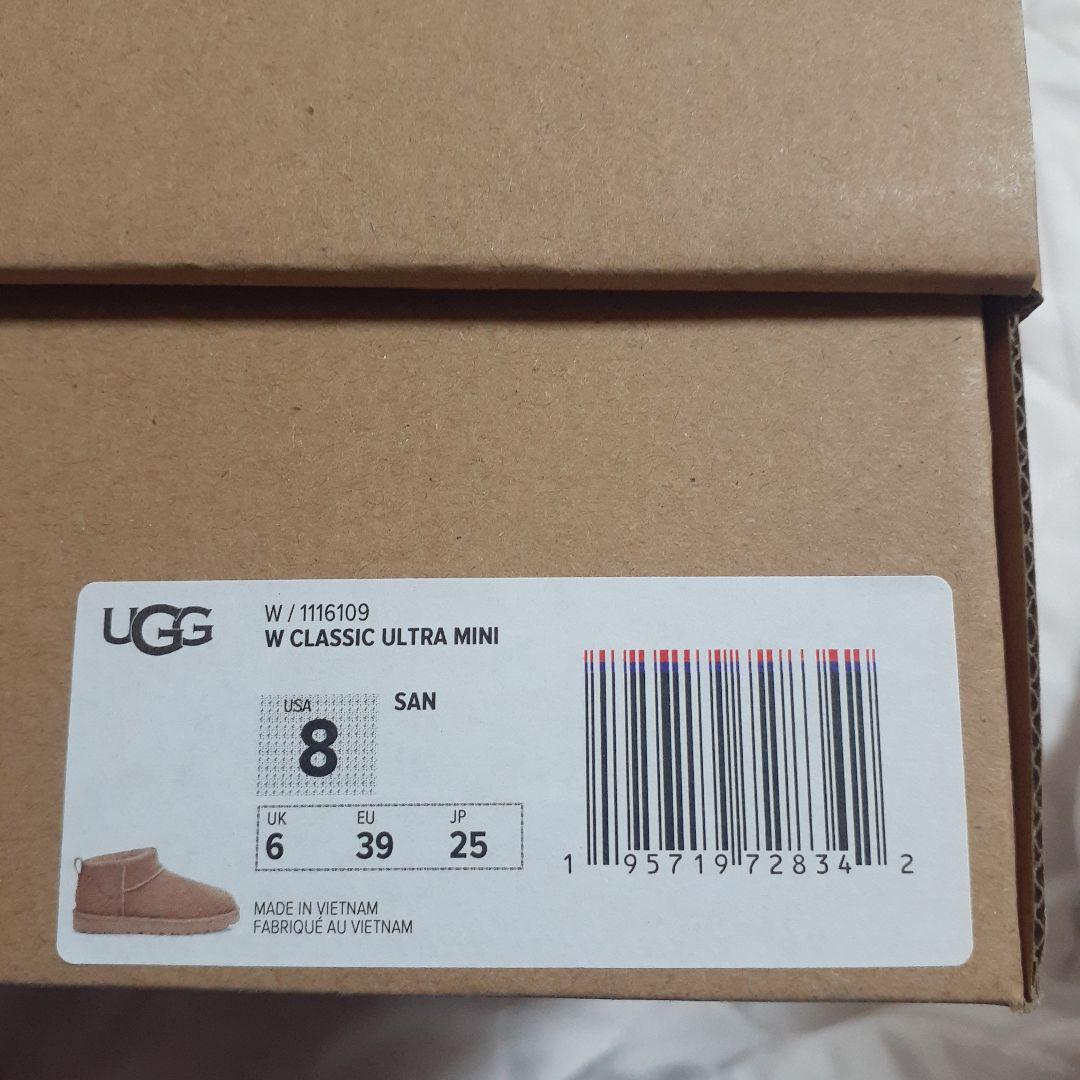 UGG
W / 1116109
W CLASSIC ULTRA MINI
USA
8
SAN
UK EU JP
6 39 25
MADE IN VIETNAM
FABRIQUÉ AU VIETNAM
1 95719 72834 2